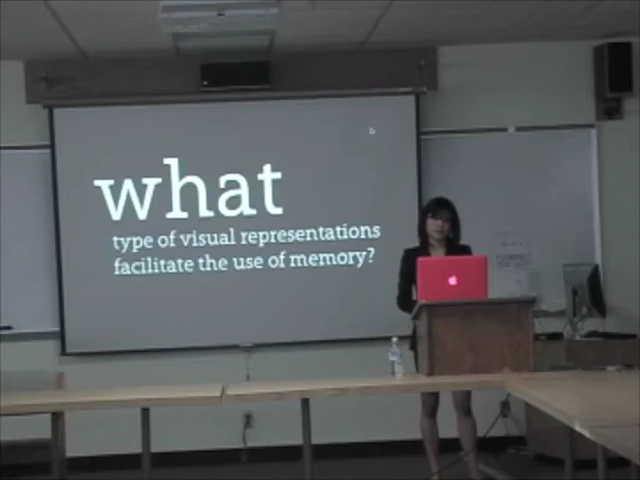 what
type of visual representations
facilitate the use of memory?